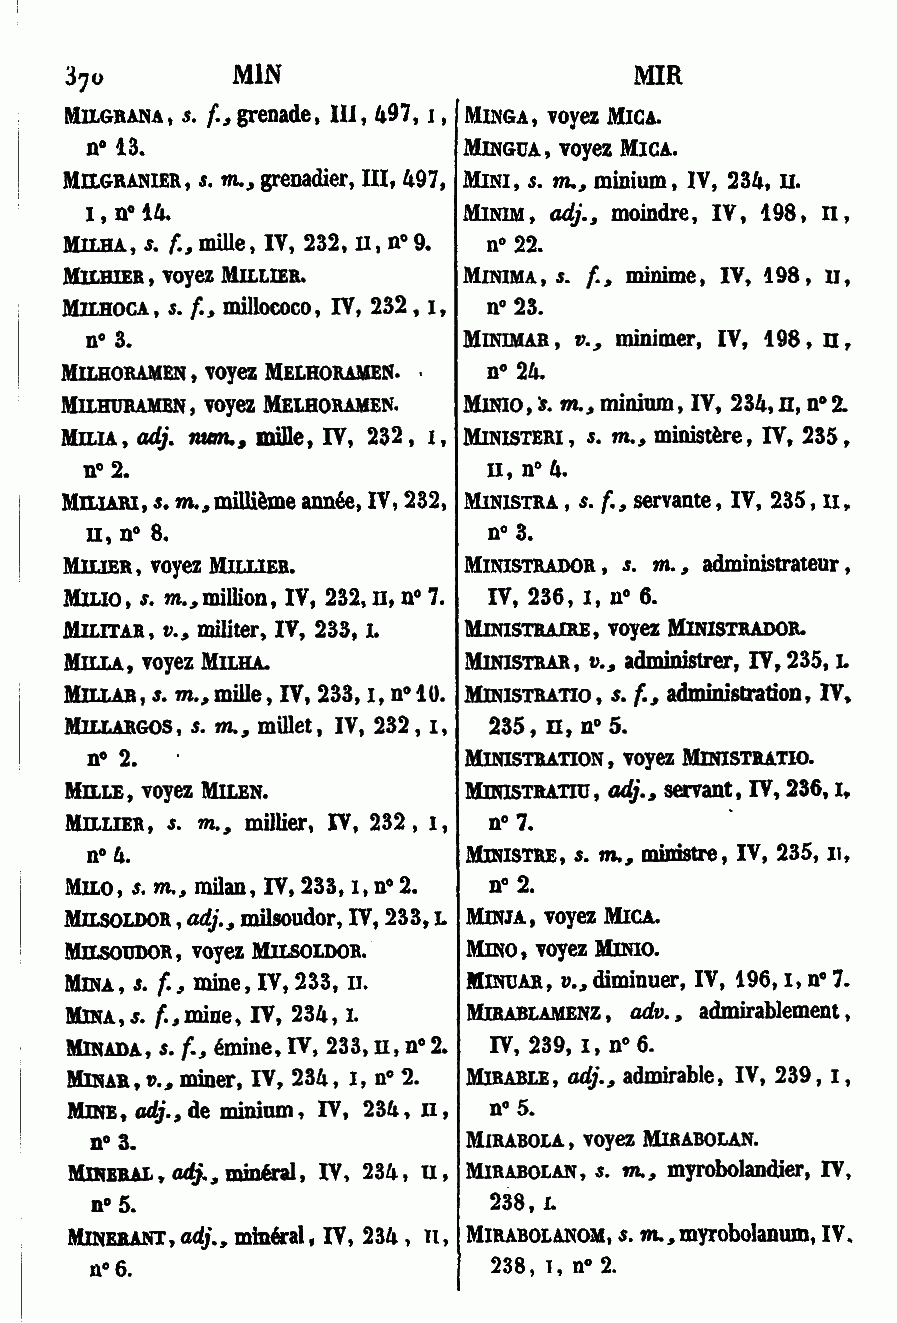 370 MIN MIR
MILGRANA, s. f., grenade, III, 497, I,
n° 13.
MILGRANIER, s. m., grenadier, III, 497,
I, n° 14.
MILHA, s. f., mille, IV, 232, II, n° 9.
MILHIER, voyez MILLIER.
MILHOCA, s. f., millococo, IV, 232, I,
n° 3.
MILHORAMEN, voyez MELHORAMEN.
MILHURAMEN, voyez MELHORAMEN.
MILIA, adj. num., mille, IV, 232, I,
n° 2.
MILIARI, s. m., millième année, IV, 232,
II, n° 8.
MILIER, voyez MILLIER.
MILIO, s. m., million, IV, 232, II, n° 7.
MILITAR, v., militer, IV, 233, I.
MILLA, voyez MILHA.
MILLAR, s. m., mille, IV, 233, I, n° 10.
MILLARGOS, s. m., millet, IV, 232, I,
n° 2.
MILLE, voyez MILEN.
MILLIER, s. m., millier, IV, 232, I,
n° 4.
MILO, s. m., milan, IV, 233, I, n° 2.
MILSOLDOR, adj., milsoudor, IV, 233, I.
MILSOUDOR, voyez MILSOLDOR.
MINA, s. f., mine, IV, 233, II.
MINA, s. f., mine, IV, 234, I.
MINADA, s. f., émine, IV, 233, II, n° 2.
MINAR, v., miner, IV, 234, I, n° 2.
MINE, adj., de minium, IV, 234, II,
n° 3.
MINERAL, adj., minéral, IV, 234, II,
n° 5.
MINERANT, adj., minéral, IV, 234, II,
n° 6.
MINGA, voyez MICA.
MINGUA, voyez MICA.
MINI, s. m., minium, IV, 234, II.
MINIM, adj., moindre, IV, 198, II,
n° 22.
MINIMA, s. f., minime, IV, 198, II,
n° 23.
MINIMAR, v., minimer, IV, 198, II,
n° 24.
MINIO, s. m., minium, IV, 234, II, n° 2.
MINISTERI, s. m., ministère, IV, 235,
II, n° 4.
MINISTRA, s. f., servante, IV, 235, II,
n° 3.
MINISTRADOR, s. m., administrateur,
IV, 236, I, n° 6.
MINISTRAIRE, voyez MINISTRADOR.
MINISTRAR, v., administrer, IV, 235, I.
MINISTRATIO, s. f., administration, IV,
235, II, n° 5.
MINISTRATION, voyez MINISTRATIO.
MINISTRATIU, adj., servant, IV, 236, I,
n° 7.
MINISTRE, s. m., ministre, IV, 235, II,
n° 2.
MINJA, voyez MICA.
MINO, voyez MINIO.
MINUAR, v., diminuer, IV, 196, I, n° 7.
MIRABLAMENZ, adv., admirablement,
IV, 239, I, n° 6.
MIRABLE, adj., admirable, IV, 239, I,
n° 5.
MIRABOLA, voyez MIRABOLAN.
MIRABOLAN, s. m., myrobolandier, IV,
238, I.
MIRABOLANOM, s. m., myrobolanum, IV.
238, I, n° 2.